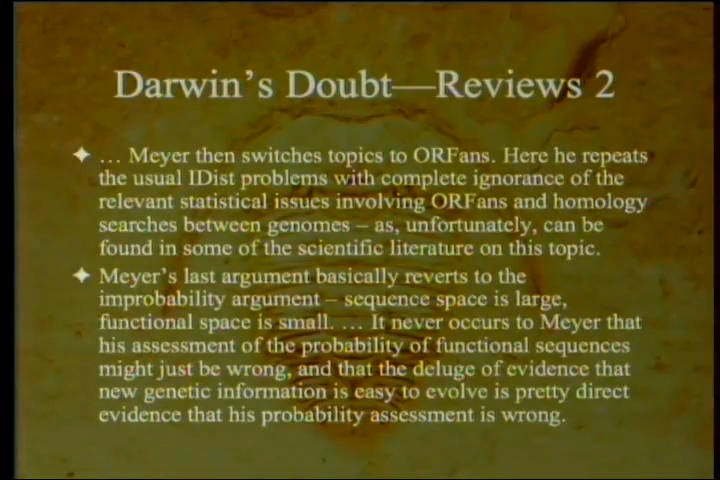 Darwin's Doubt—Reviews 2
… Meyer then switches topics to ORFans. Here he repeats
the usual IDist problems with complete ignorance of the
relevant statistical issues involving ORFans and homology
searches between genomes – as, unfortunately, can be
found in some of the scientific literature on this topic.
Meyer's last argument basically reverts to the
improbability argument – sequence space is large,
functional space is small. … It never occurs to Meyer that
his assessment of the probability of functional sequences
might just be wrong, and that the deluge of evidence that
new genetic information is easy to evolve is pretty direct
evidence that his probability assessment is wrong.